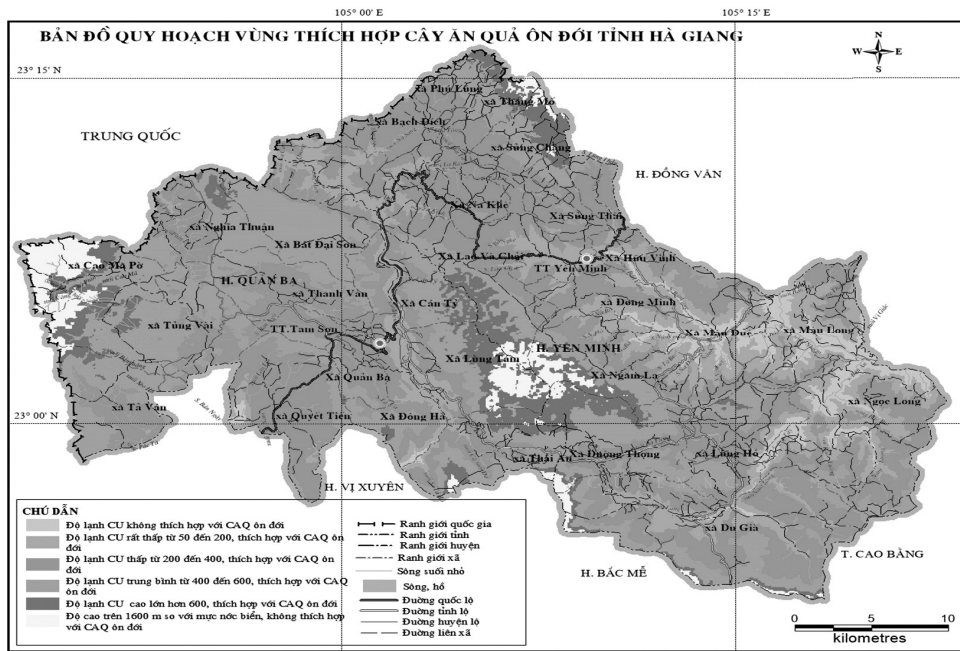 105° 00' E
105° 15' E
BẢN ĐỒ QUY HOẠCH VÙNG THÍCH HỢP CÂY ĂN QUẢ ÔN ĐỚI TỈNH HÀ GIANG
N
W E
S
23° 15' N
xã Phú Lũng
xã Thắng Mố
xã Bạch Đích
TRUNG QUỐC
xã Sủng Cháng
H. ĐỒNG VĂN
xã Na Khê
xã Sủng Thài
xã Nghĩa Thuận
Xã Bát Đại Sơn
xã Lao Và Chải
Xã Hữu Vinh
TT Yên Minh
xã Cao Mã Pờ
H. QUẢN BẠ
xã Thanh Vân
Xã Cán Tỷ
xã Đông Minh
xã Tùng Vài
TT.Tam Sơn
xã Mậu Duệ
xã Mậu Long
H. YÊN MINH
Xã Lùng Tám
Xã Quản Bạ
xã Ngam La
xã Tả Ván
xã Ngọc Long
23° 00' N
xã Quyết Tiến
Xã Đông Hà
xã Thái An
Xã Đường Thượng
xã Lũng Hồ
H. VỊ XUYÊN
xã Du Già
T. CAO BẰNG
H. BẮC MÊ
CHÚ DẪN
Độ lạnh CU không thích hợp với CAQ ôn đới
Độ lạnh CU rất thấp từ 50 đến 200, thích hợp với CAQ ôn
đới
Độ lạnh CU thấp từ 200 đến 400, thích hợp với CAQ ôn
đới
Độ lạnh CU trung bình từ 400 đến 600, thích hợp với CAQ
ôn đới
Độ lạnh CU cao lớn hơn 600, thích hợp với CAQ ôn đới
Độ cao trên 1600 m so với mực nớc biển, không thích hợp
với CAQ ôn đới
Ranh giới quốc gia
Ranh giới tỉnh
Ranh giới huyện
Ranh giới xã
Sông suối nhỏ
Sông, hồ
Đường quốc lộ
Đường tỉnh lộ
Đường huyện lộ
Đường liên xã
0 5 10
kilometres